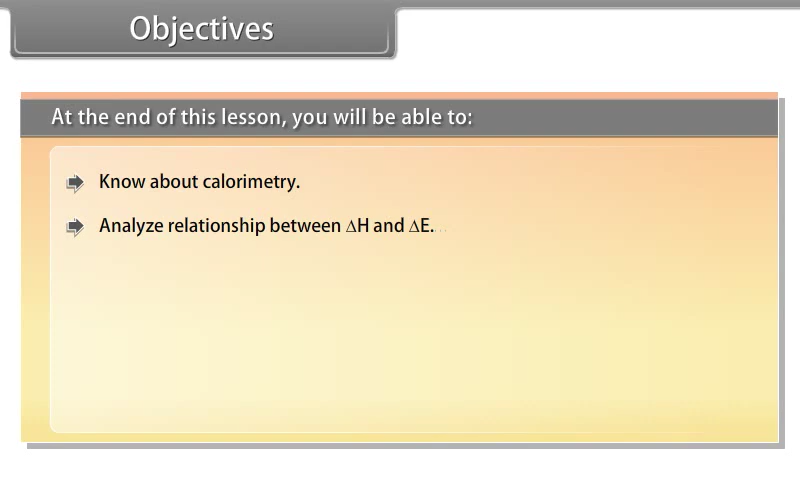 Objectives
At the end of this lesson, you will be able to:
Know about calorimetry.
Analyze relationship between ∆H and ∆E.